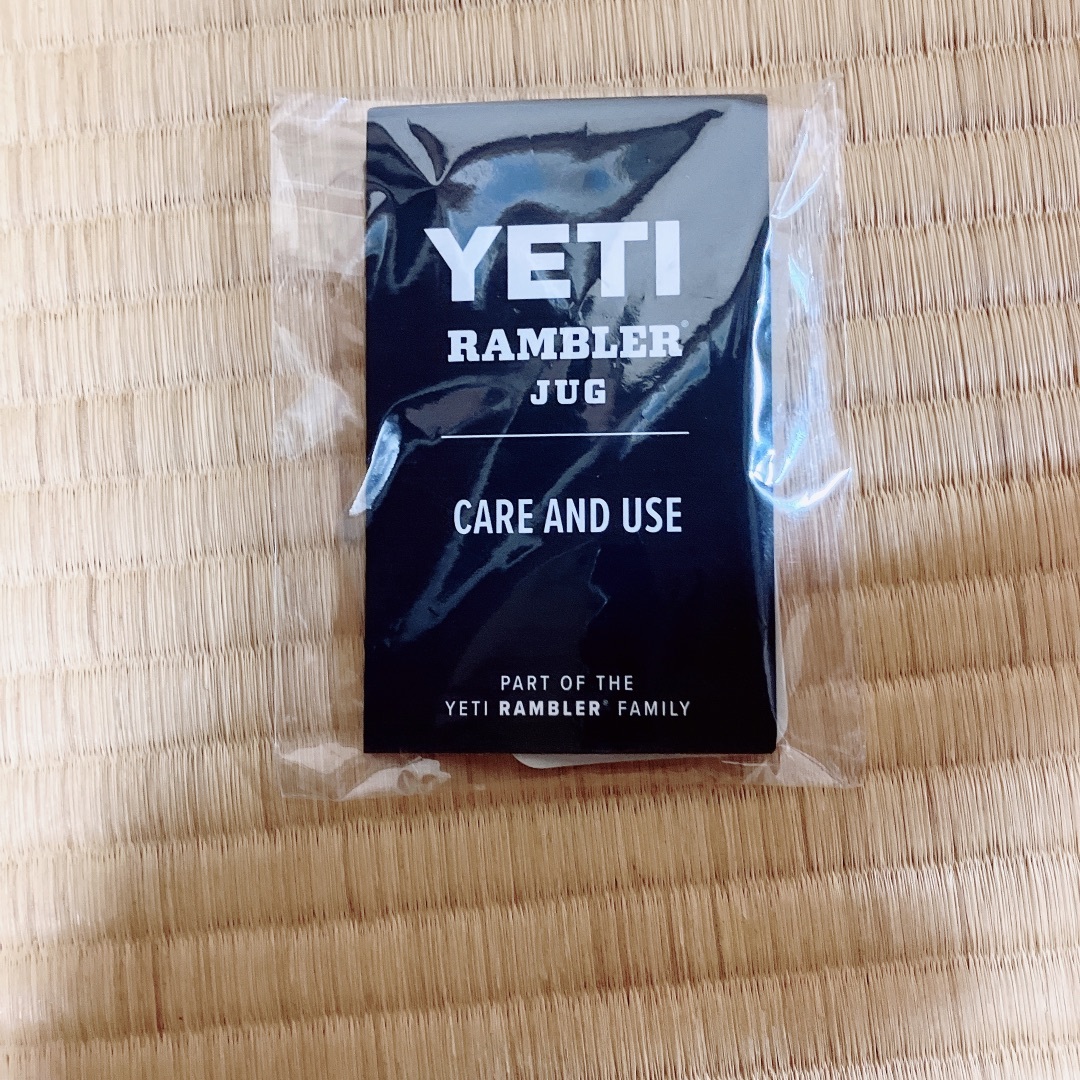 YETI
RAMBLER®
JUG
CARE AND USE
PART OF THE
YETI RAMBLER® FAMILY